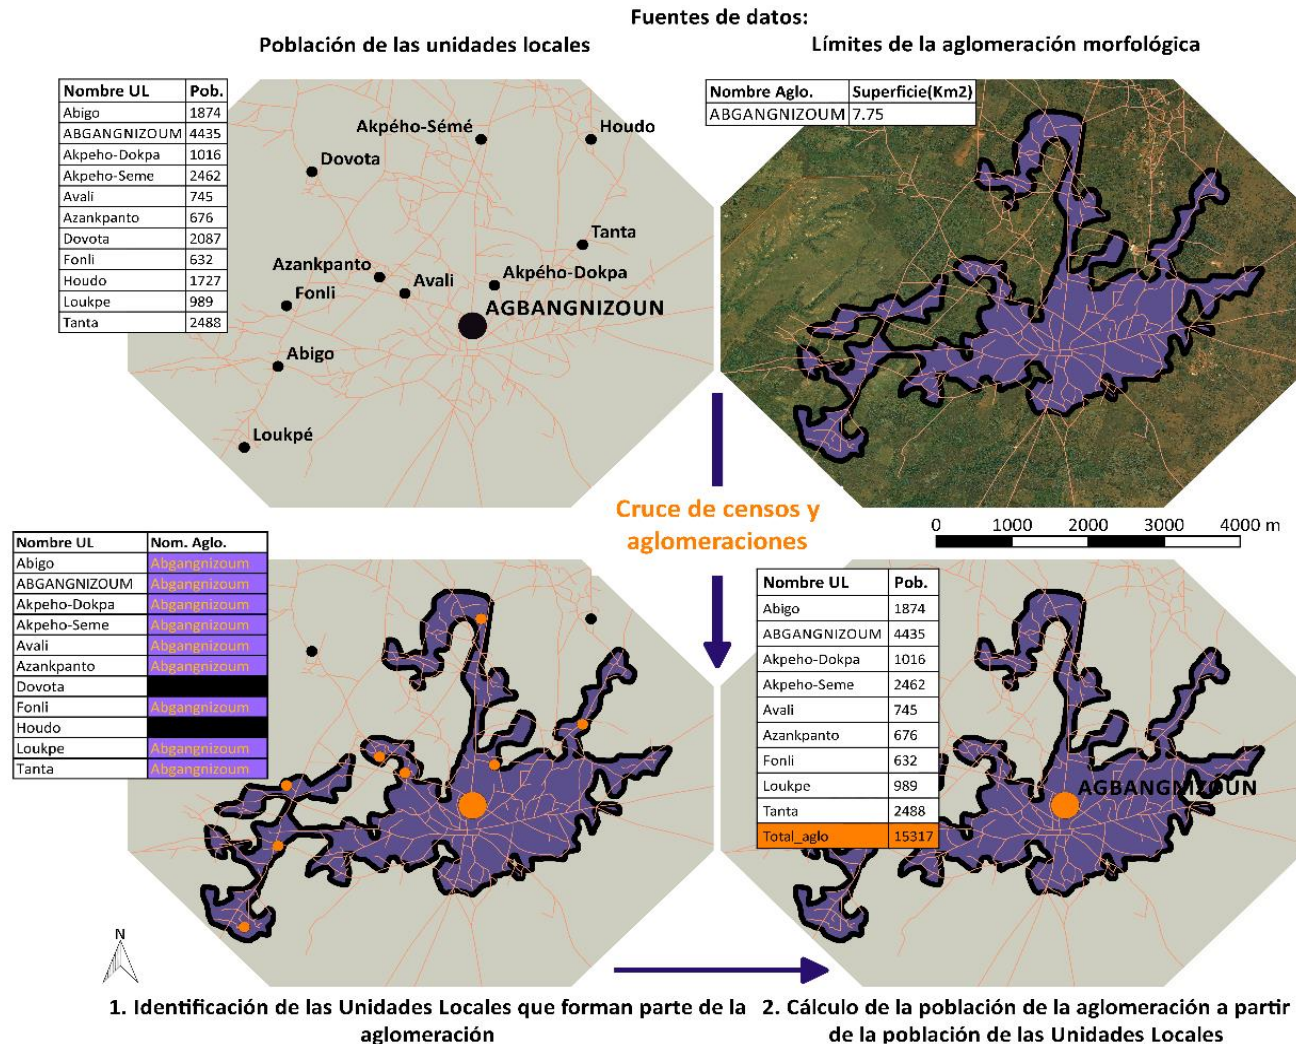 Fuentes de datos:
Población de las unidades locales
Límites de la aglomeración morfológica
Nombre UL Pob.
Abigo 1874
ABGANGNIZOUM 4435
Akpeho-Dokpa 1016
Akpeho-Seme 2462
Avali 745
Azankpanto 676
Dovota 2087
Fonli 632
Houdo 1727
Loukpe 989
Tanta 2488
Akpého-Sémé
Houdo
Dovota
Tanta
Azankpanto
Avali
Akpého-Dokpa
Fonli
AGBANGNIZOUN
Abigo
Loukpé
Nombre Aglo. Superficie(Km2)
ABGANGNIZOUM 7.75
Cruce de censos y
aglomeraciones
0 1000 2000 3000 4000 m
Nombre UL Nom. Aglo.
Abigo Abgangnizoum
ABGANGNIZOUM Abgangnizoum
Akpeho-Dokpa Abgangnizoum
Akpeho-Seme Abgangnizoum
Avali Abgangnizoum
Azankpanto Abgangnizoum
Dovota
Fonli Abgangnizoum
Houdo
Loukpe Abgangnizoum
Tanta Abgangnizoum
N
Nombre UL Pob.
Abigo 1874
ABGANGNIZOUM 4435
Akpeho-Dokpa 1016
Akpeho-Seme 2462
Avali 745
Azankpanto 676
Fonli 632
Loukpe 989
Tanta 2488
Total_aglo 15317
AGBANGNIZOUN
1. Identificación de las Unidades Locales que forman parte de la
aglomeración
2. Cálculo de la población de la aglomeración a partir
de la población de las Unidades Locales